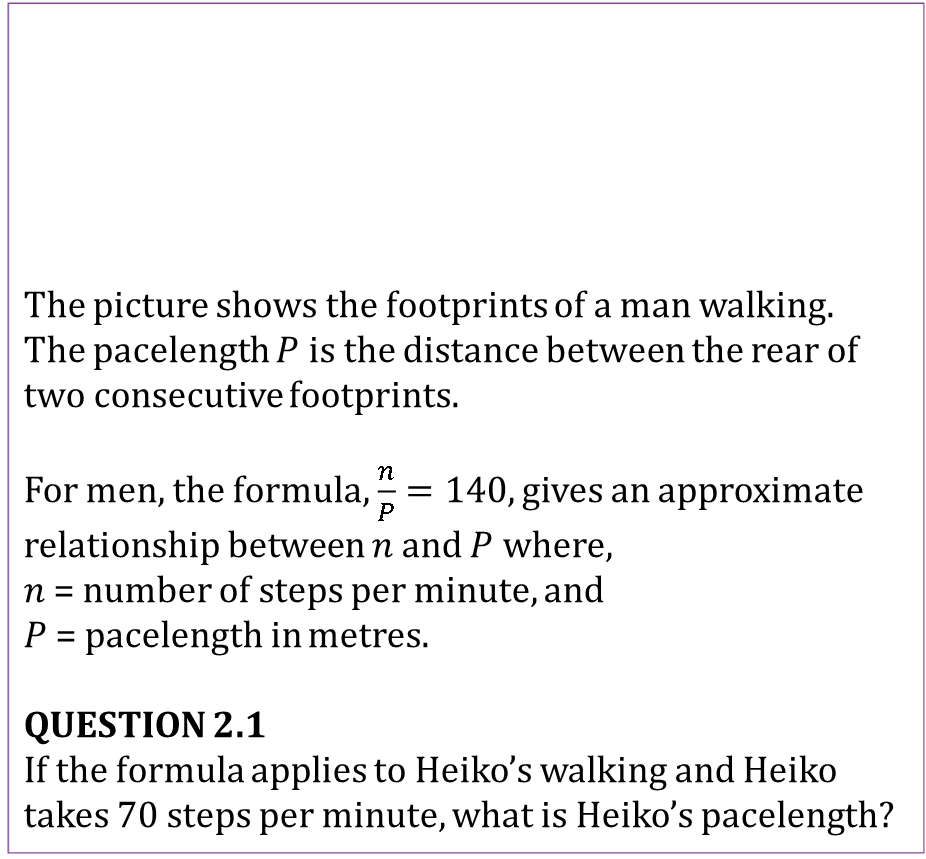 The picture shows the footprints of a man walking.
The pacelength P is the distance between the rear of
two consecutive footprints.
For men, the formula, n/P = 140, gives an approximate
relationship between n and P where,
n = number of steps per minute, and
P = pacelength in metres.
QUESTION 2.1
If the formula applies to Heiko’s walking and Heiko
takes 70 steps per minute, what is Heiko’s pacelength?